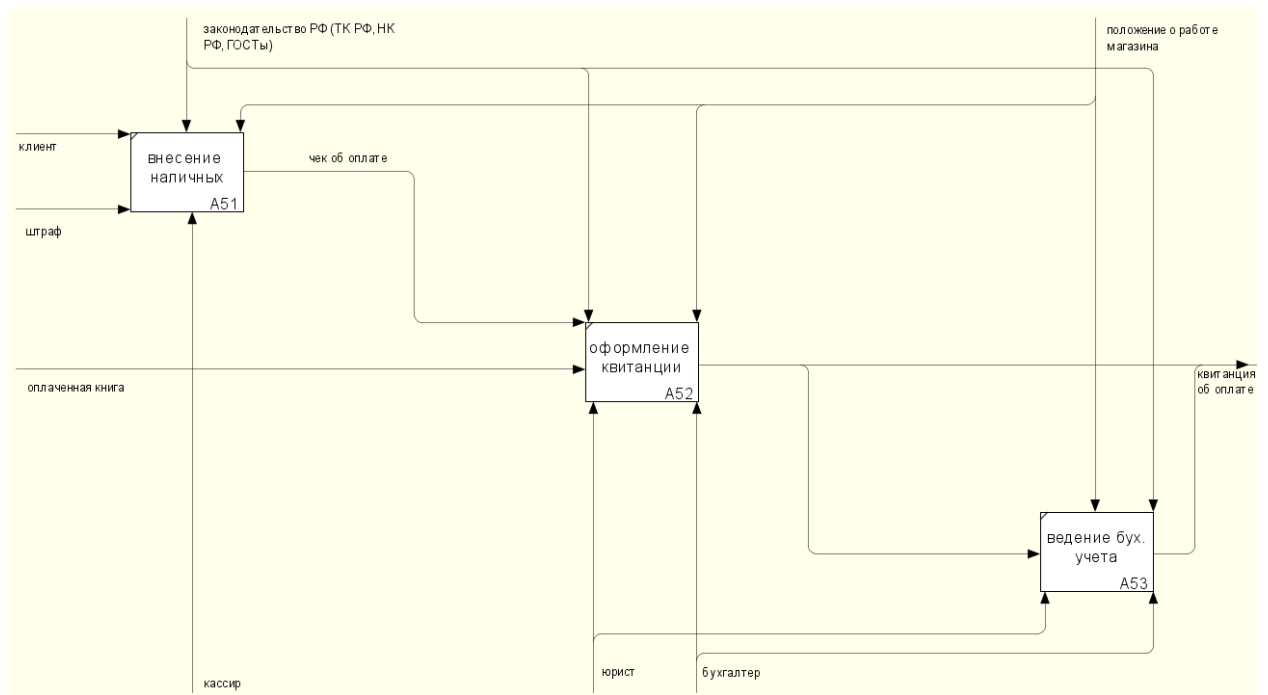 законодательство РФ (ТК РФ, НК
РФ, ГОСТы)
положение о работе
магазина
клиент
внесение
наличных
A51
чек об оплате
штраф
оформление
квитанции
A52
оплаченная книга
квитанция
об оплате
ведение бух.
учета
A53
юрист
бухгалтер
кассир